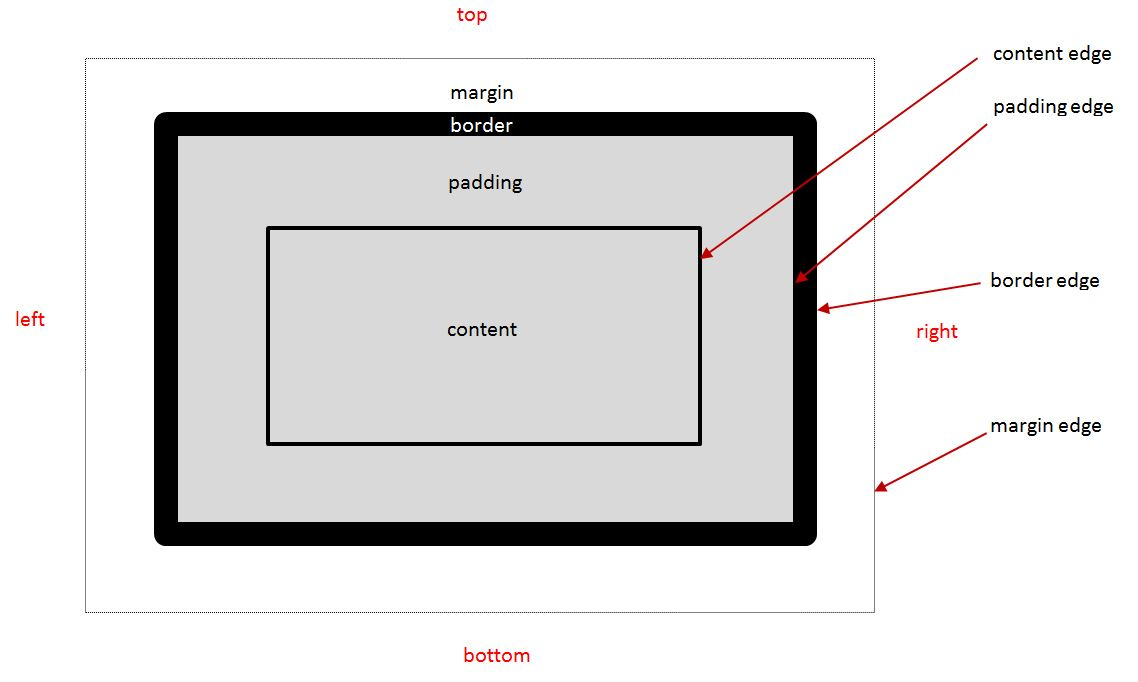 top
content edge
margin
padding edge
border
padding
border edge
left
content
right
margin edge
bottom